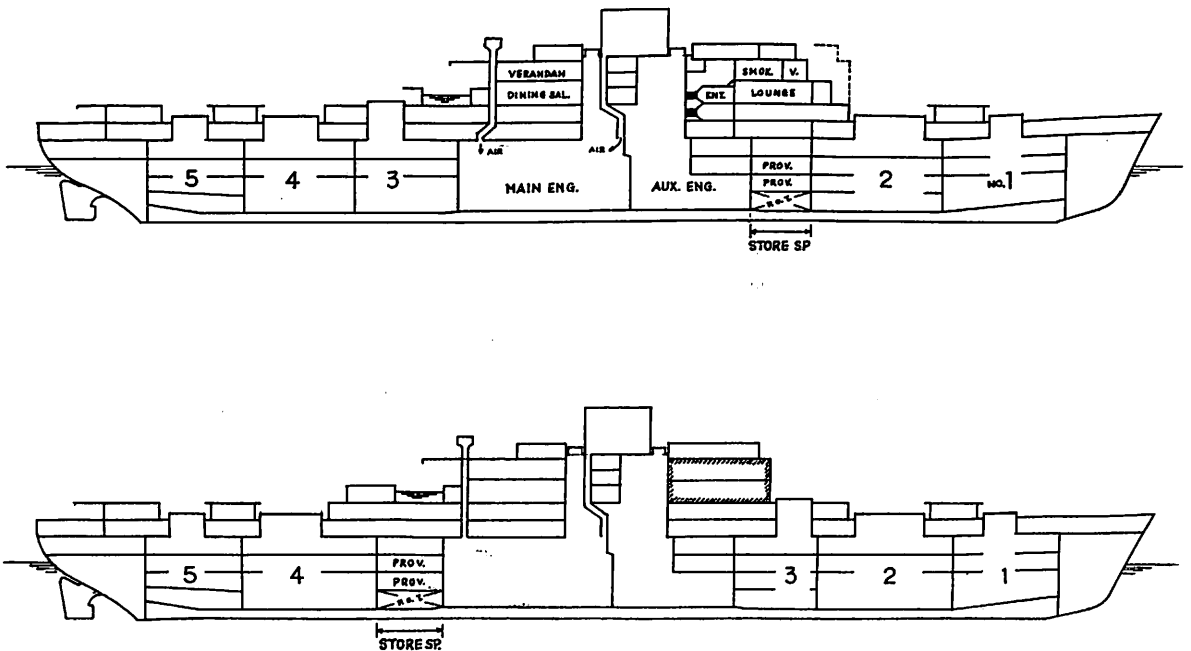 VERANDAH
SMOK. V.
DINING SAL.
ENT. LOUNGE
AIR
AIR
PROV.
5 4 3 MAIN ENG. AUX. ENG. PROV. 2 NO.1
STORE SP
PROV.
5 4 PROV. 3 2 1
STORE SP.